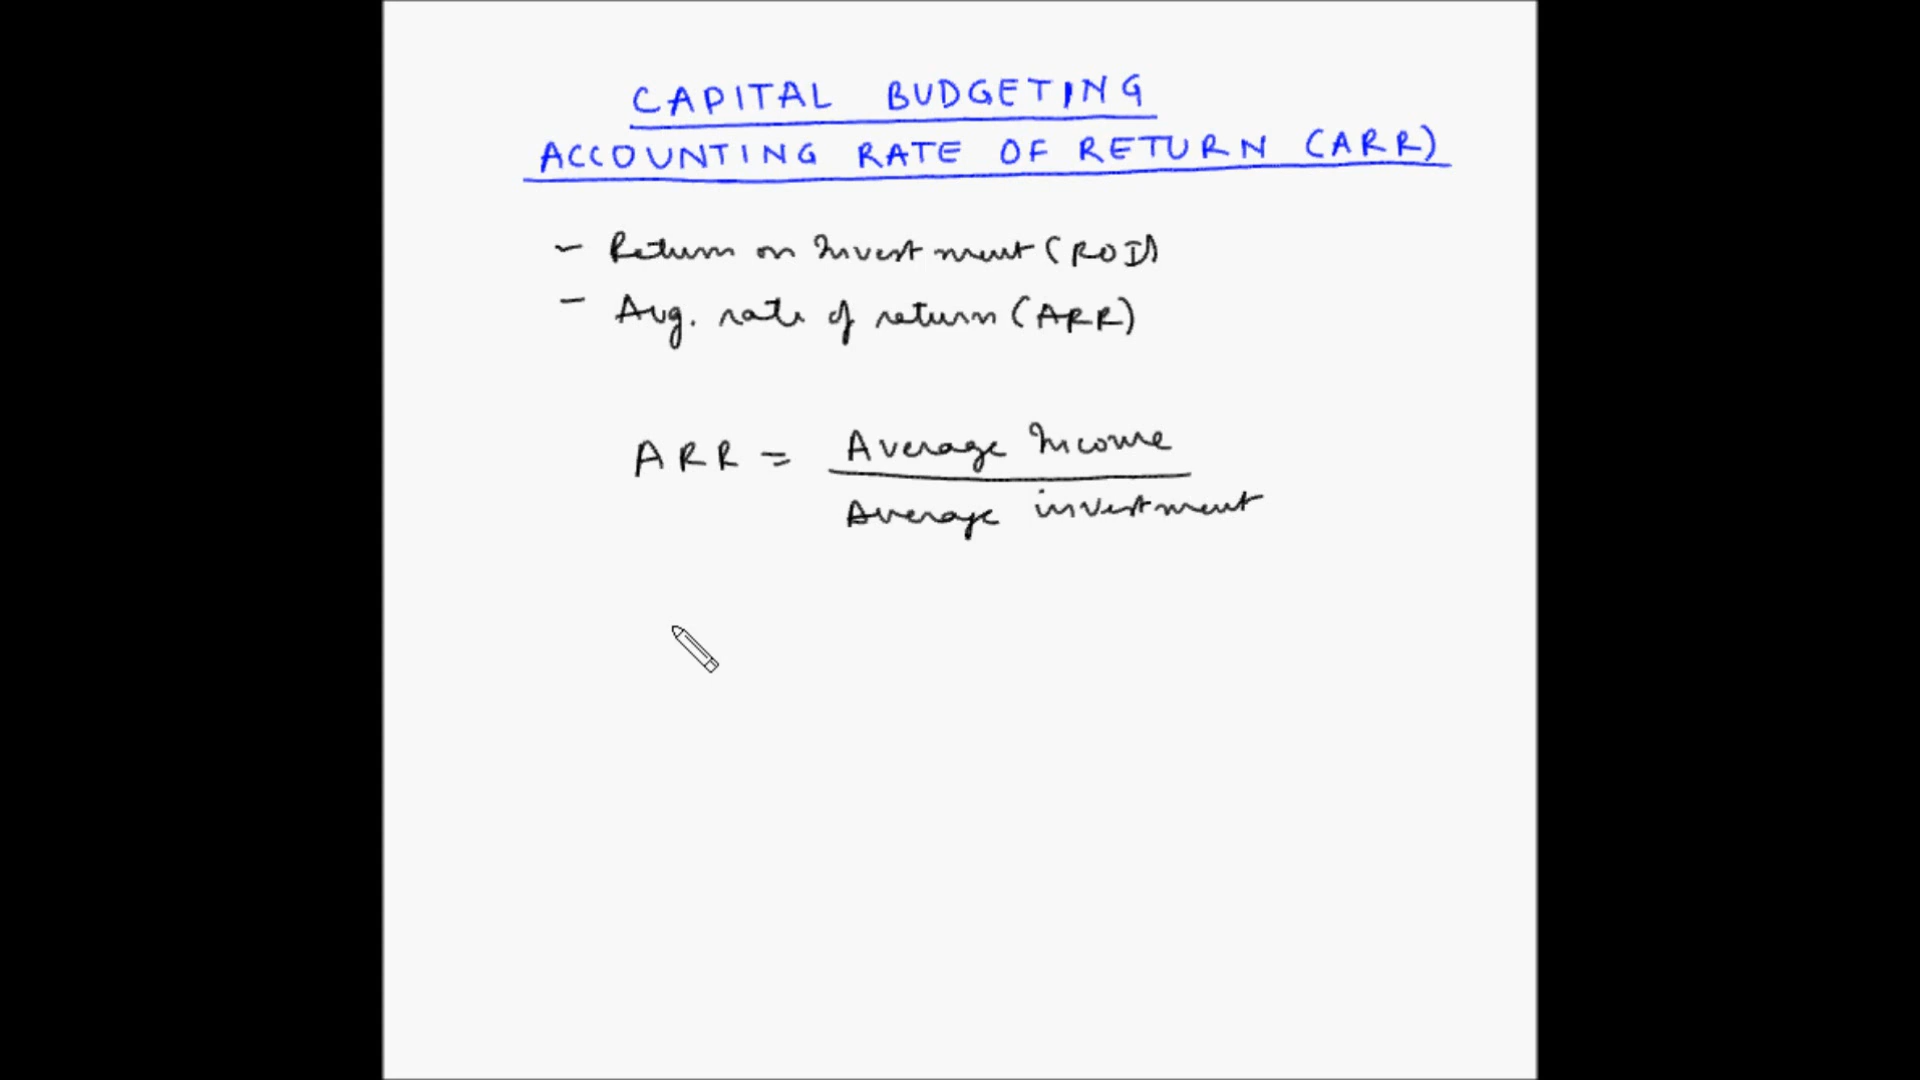 CAPITAL BUDGETING
ACCOUNTING RATE OF RETURN (ARR)
- Return on Investment (ROI)
- Avg. rate of return (ARR)
ARR = Average Income
Average investment